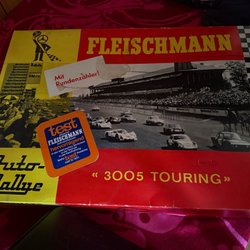 FLEISCHMANN
Mit
Rundenzähler!
test
FLEISCHMANN
Auto-
Rallye
« 3005 TOURING »